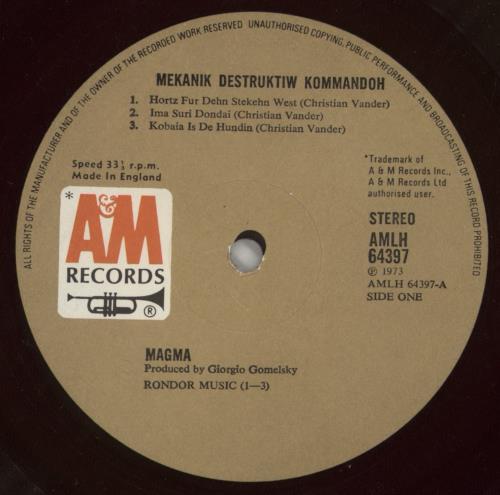 ALL RIGHTS OF THE MANUFACTURER AND OF THE OWNER OF THE RECORDED WORK RESERVED UNAUTHORISED COPYING, PUBLIC PERFORMANCE AND BROADCASTING OF THIS RECORD PROHIBITED
MEKANIK DESTRUKTIW KOMMANDOH
1. Hortz Fur Dehn Stekehn West (Christian Vander)
2. Ima Suri Dondai (Christian Vander)
3. Kobaia Is De Hundin (Christian Vander)
Speed 33⅓ r.p.m.
Made In England
*Trademark of
A & M Records Inc.,
A & M Records Ltd
authorised user.
*
A&M
RECORDS
®
STEREO
AMLH
64397
℗ 1973
AMLH 64397-A
SIDE ONE
MAGMA
Produced by Giorgio Gomelsky
RONDOR MUSIC (1—3)